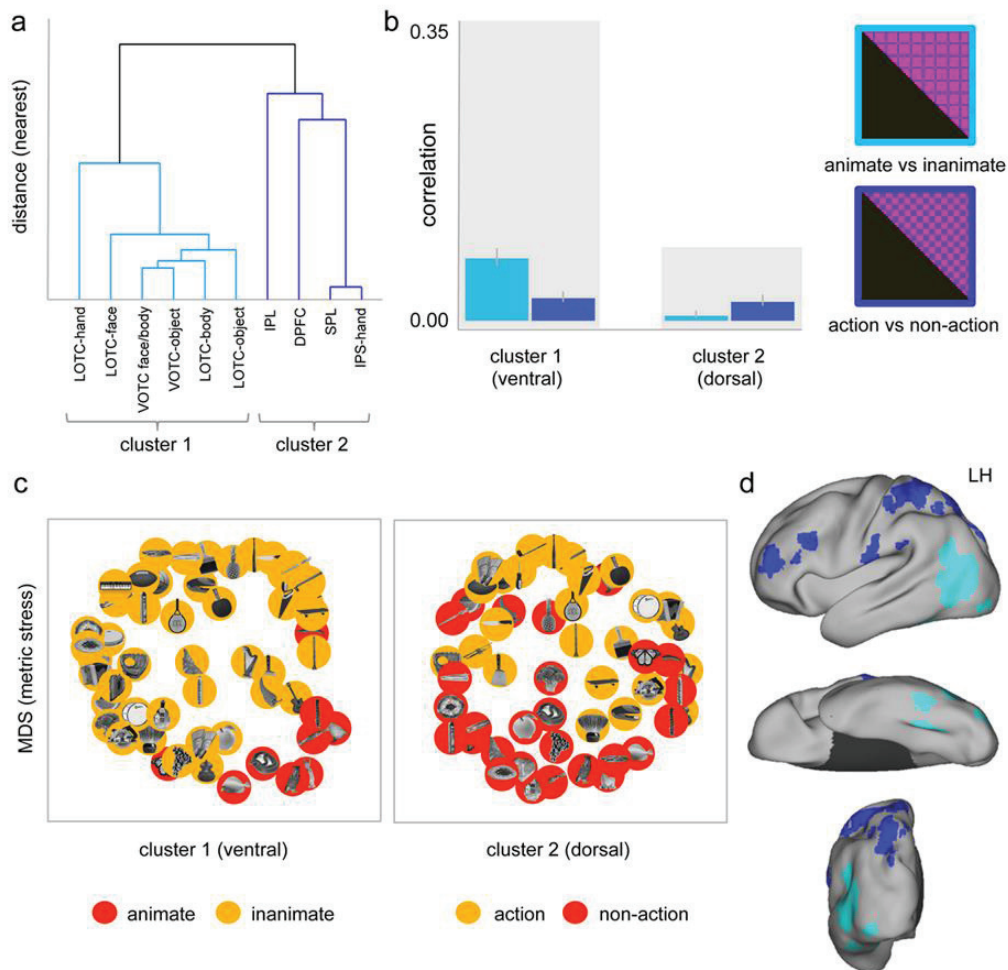 a
distance (nearest)
LOTC-hand
LOTC-face
VOTC face/body
VOTC-object
LOTC-body
LOTC-object
IPL
DPFC
SPL
IPS-hand
cluster 1
cluster 2
b
0.35
correlation
0.00
cluster 1
(ventral)
cluster 2
(dorsal)
animate vs inanimate
action vs non-action
c
MDS (metric stress)
cluster 1 (ventral)
cluster 2 (dorsal)
animate
inanimate
action
non-action
d
LH